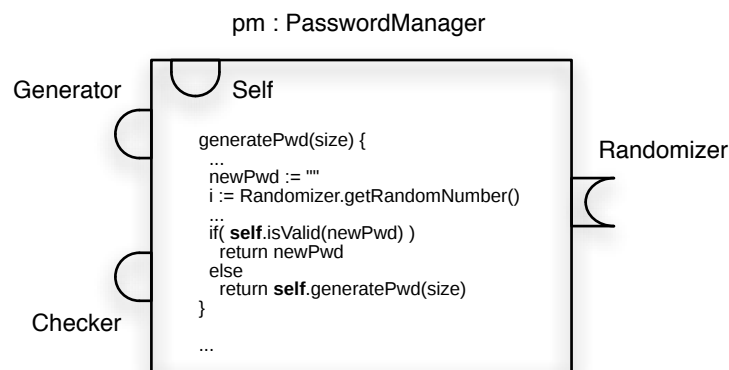 pm : PasswordManager
Generator
Self
generatePwd(size) {
...
newPwd := ""
i := Randomizer.getRandomNumber()
...
if( self.isValid(newPwd) )
return newPwd
else
return self.generatePwd(size)
}
...
Randomizer
Checker